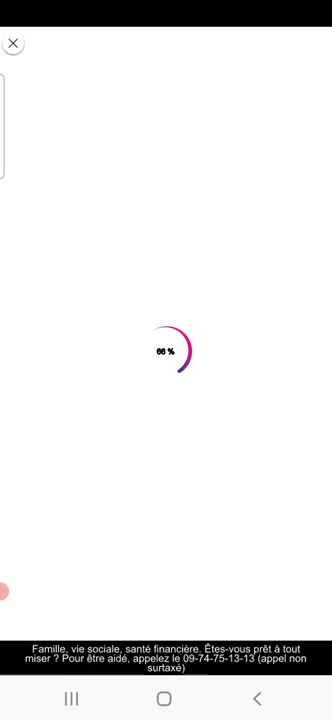 66 %
Famille, vie sociale, santé financière. Êtes-vous prêt à tout
miser ? Pour être aidé, appelez le 09-74-75-13-13 (appel non
surtaxé)